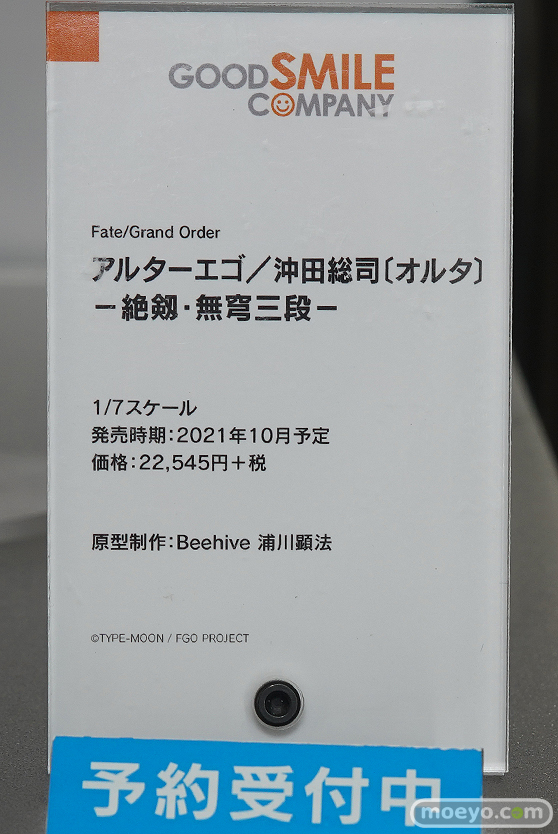 GOODSMILE
COMPANY
Fate/Grand Order
アルターエゴ／沖田総司〔オルタ〕
－絶剱・無穹三段－
1/7スケール
発売時期：2021年10月予定
価格：22,545円＋税
原型制作：Beehive 浦川顕法
©TYPE-MOON / FGO PROJECT
予約受付中
moeyo.com